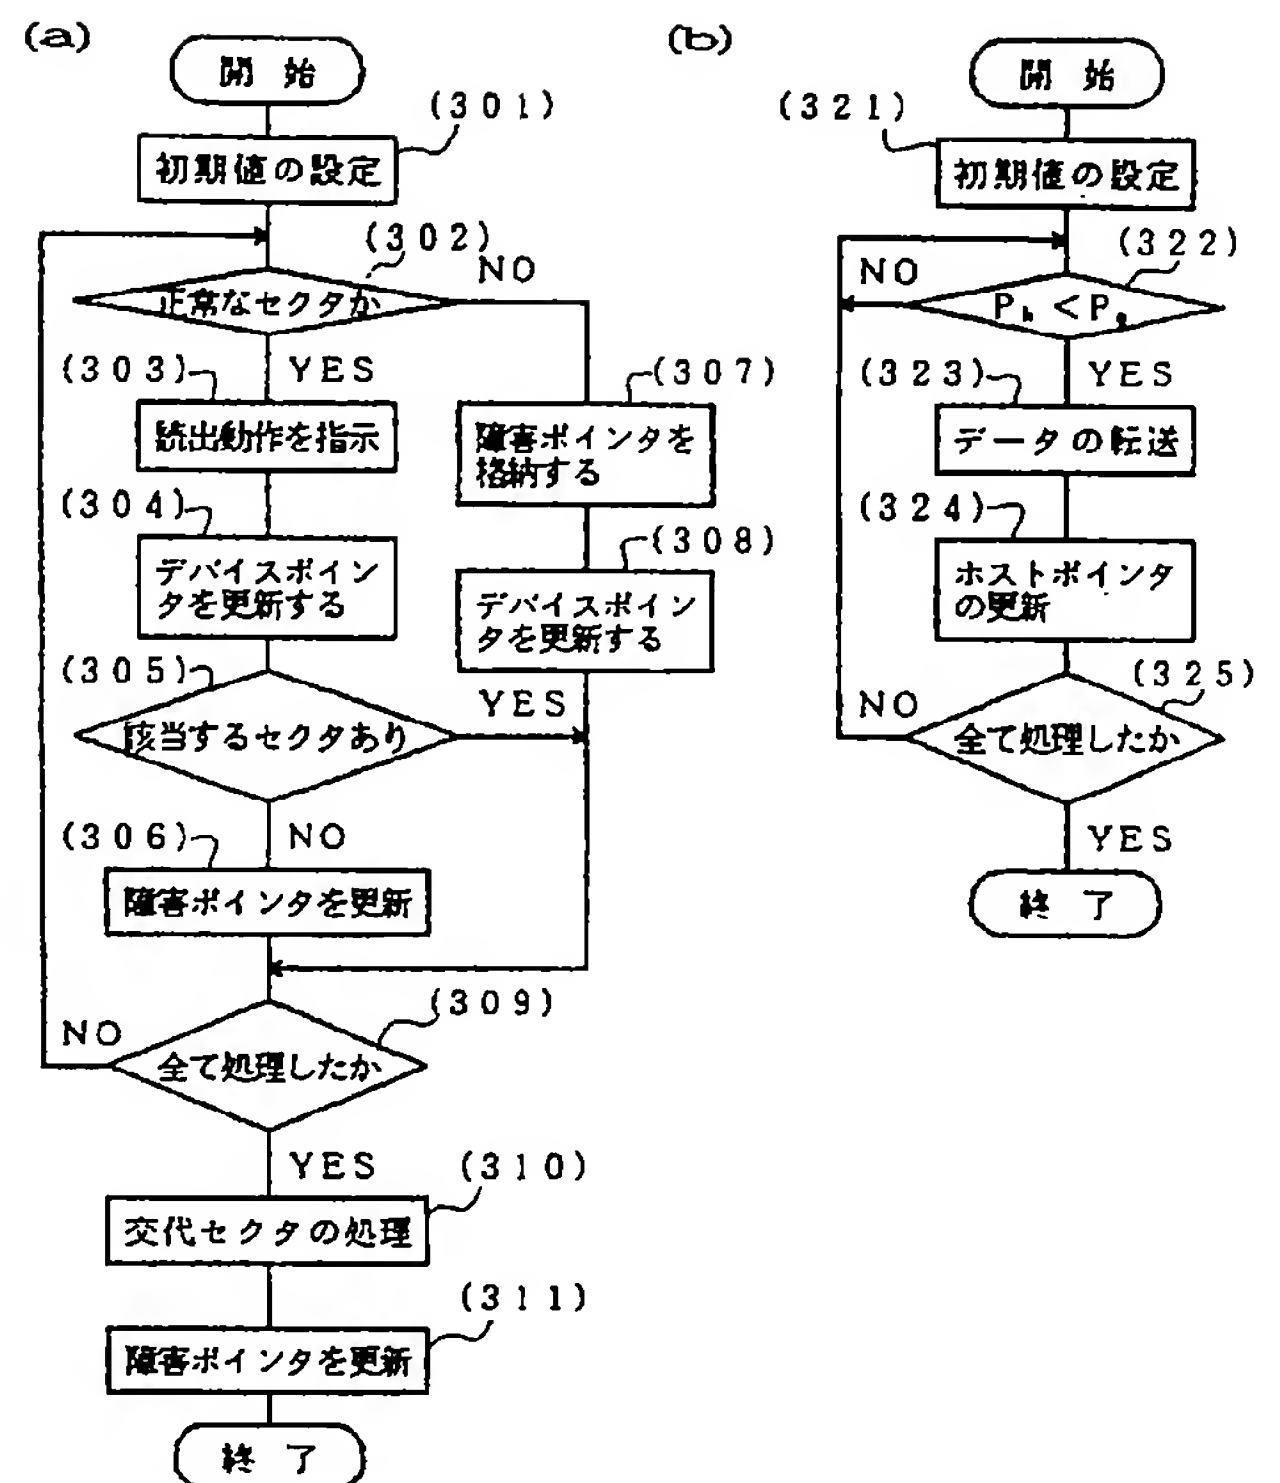 (a)
開 始
(301)
初期値の設定
(302)
正常なセクタか
NO
YES
(303)
読出動作を指示
(304)
デバイスポイン
タを更新する
(305)
該当するセクタあり
YES
NO
(306)
障害ポインタを更新
(307)
障害ポインタを
格納する
(308)
デバイスポイン
タを更新する
(309)
全て処理したか
NO
YES
(310)
交代セクタの処理
(311)
障害ポインタを更新
終 了
(b)
開 始
(321)
初期値の設定
(322)
NO
YES
(323)
データの転送
(324)
ホストポインタ
の更新
(325)
全て処理したか
NO
YES
終 了